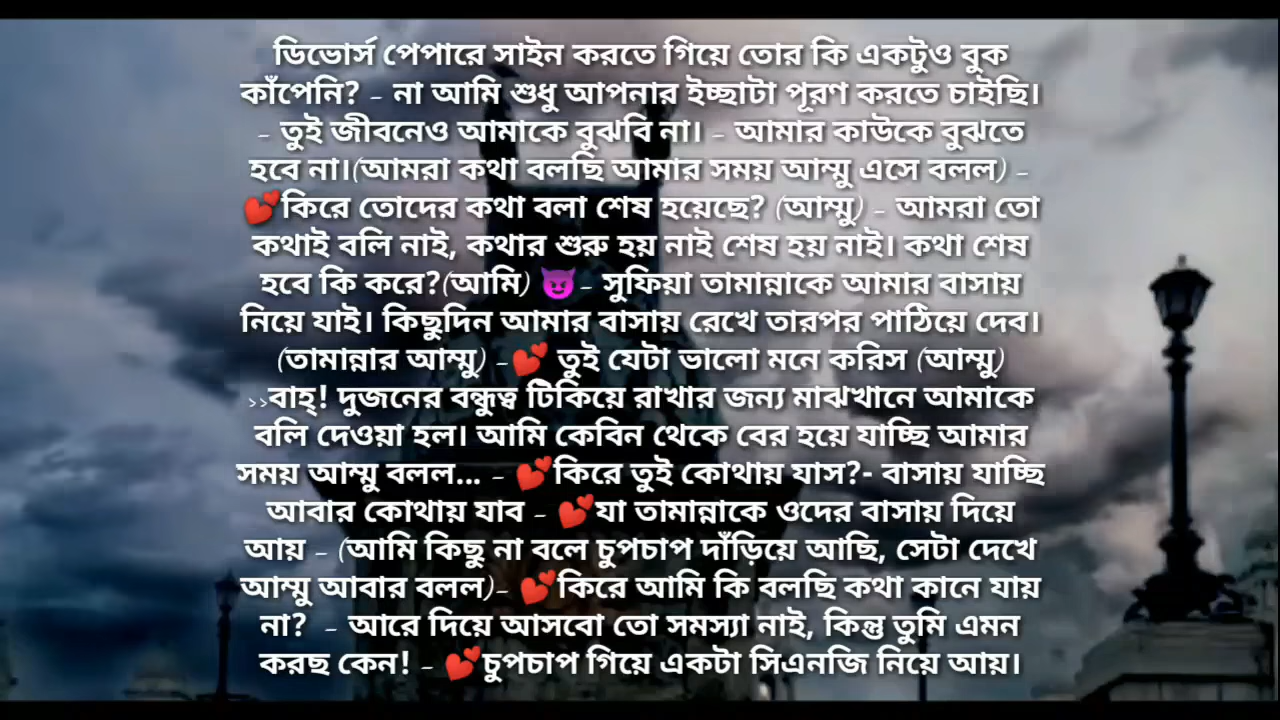 ডিভোর্স পেপারে সাইন করতে গিয়ে তোর কি একটুও বুক
কাঁপেনি? - না আমি শুধু আপনার ইচ্ছাটা পূরণ করতে চাইছি।
- তুই জীবনেও আমাকে বুঝবি না। - আমার কাউকে বুঝতে
হবে না।(আমরা কথা বলছি আমার সময় আম্মু এসে বলল) -
💕কিরে তোদের কথা বলা শেষ হয়েছে? (আম্মু) - আমরা তো
কথাই বলি নাই, কথার শুরু হয় নাই শেষ হয় নাই। কথা শেষ
হবে কি করে?(আমি) 😈- সুফিয়া তামান্নাকে আমার বাসায়
নিয়ে যাই। কিছুদিন আমার বাসায় রেখে তারপর পাঠিয়ে দেব।
(তামান্নার আম্মু) -💕 তুই যেটা ভালো মনে করিস (আম্মু)
>>বাহ্! দুজনের বন্ধুত্ব টিকিয়ে রাখার জন্য মাঝখানে আমাকে
বলি দেওয়া হল। আমি কেবিন থেকে বের হয়ে যাচ্ছি আমার
সময় আম্মু বলল... - 💕কিরে তুই কোথায় যাস?- বাসায় যাচ্ছি
আবার কোথায় যাব - 💕যা তামান্নাকে ওদের বাসায় দিয়ে
আয় - (আমি কিছু না বলে চুপচাপ দাঁড়িয়ে আছি, সেটা দেখে
আম্মু আবার বলল)- 💕কিরে আমি কি বলছি কথা কানে যায়
না? - আরে দিয়ে আসবো তো সমস্যা নাই, কিন্তু তুমি এমন
করছ কেন! - 💕চুপচাপ গিয়ে একটা সিএনজি নিয়ে আয়।